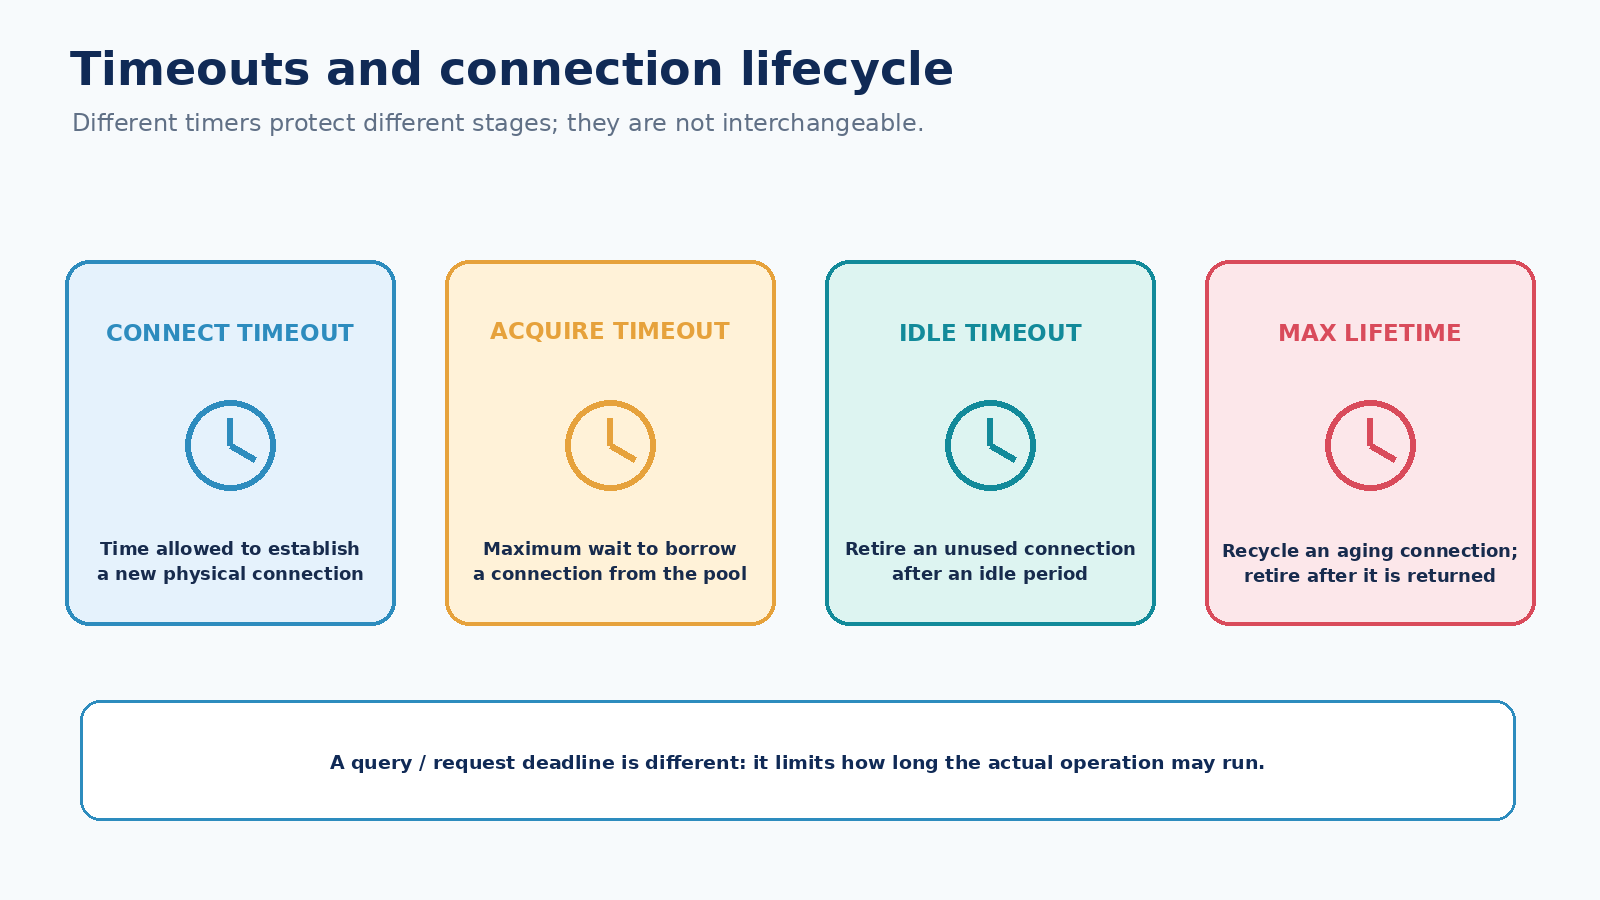 Timeouts and connection lifecycle
Different timers protect different stages; they are not interchangeable.
CONNECT TIMEOUT
Time allowed to establish
a new physical connection
ACQUIRE TIMEOUT
Maximum wait to borrow
a connection from the pool
IDLE TIMEOUT
Retire an unused connection
after an idle period
MAX LIFETIME
Recycle an aging connection;
retire after it is returned
A query / request deadline is different: it limits how long the actual operation may run.